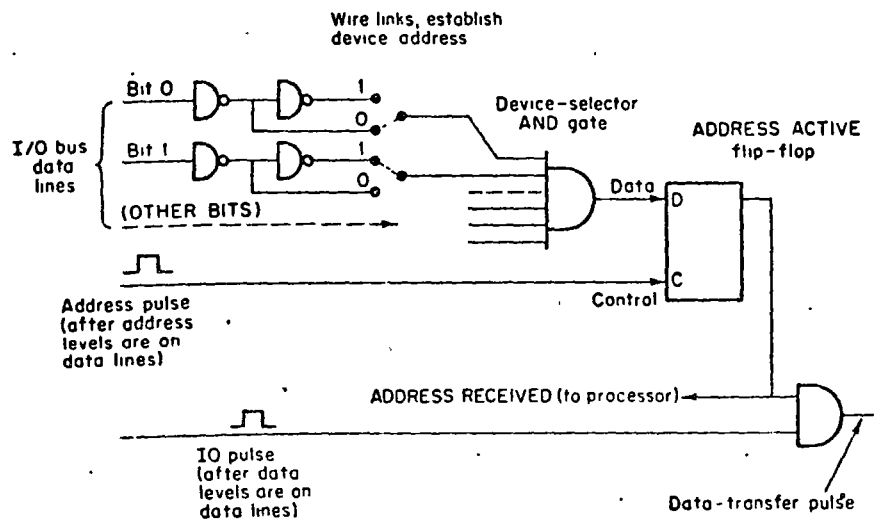 Wire links, establish
device address
Bit 0
1
0
Bit 1
1
0
I/O bus
data
lines
(OTHER BITS)
Device-selector
AND gate
ADDRESS ACTIVE
flip-flop
Data
D
C
Control
Address pulse
(after address
levels are on
data lines)
ADDRESS RECEIVED (to processor)
IO pulse
(after data
levels are on
data lines)
Data-transfer pulse